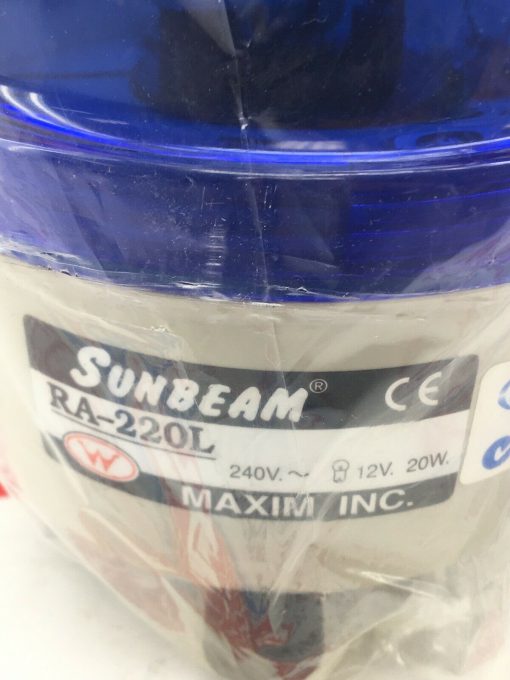 SUNBEAM® CE
RA-220L
W 240V. ~ 12V. 20W.
MAXIM INC.